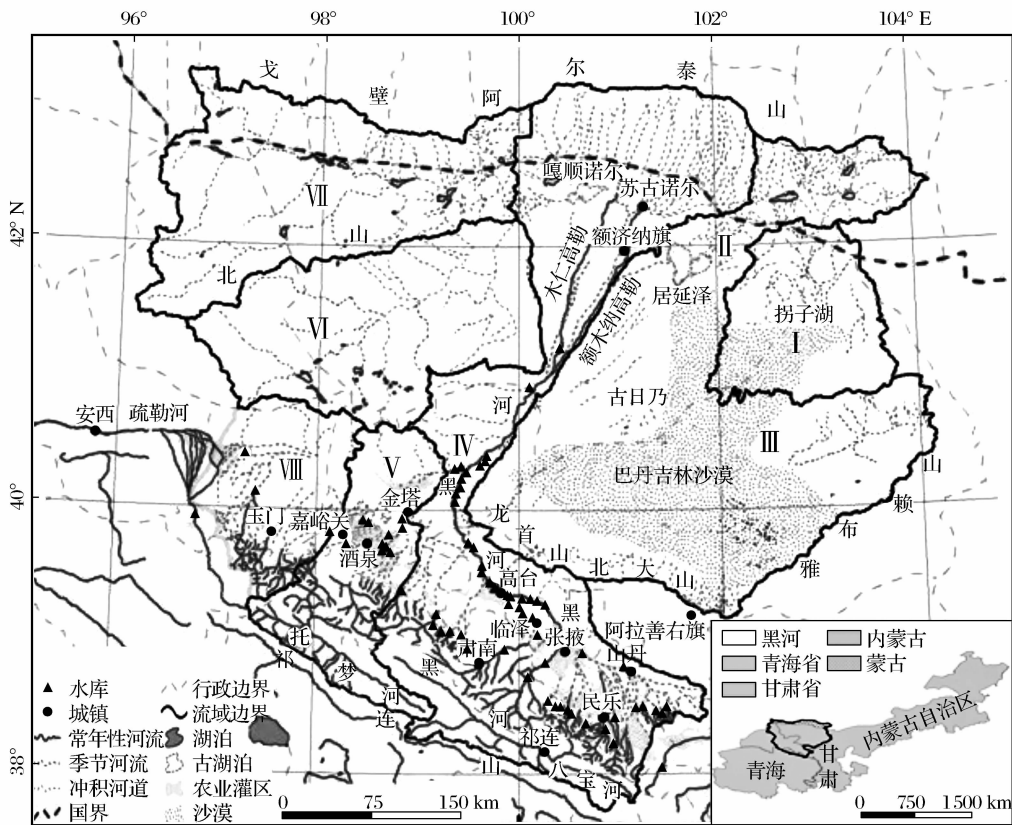 96°
98°
100°
102°
104° E
戈
壁
阿
尔
泰
山
嘎顺诺尔
苏古诺尔
VII
42° N
山
北
额济纳旗
II
木仁高勒
额木纳高勒
居延泽
拐子湖
I
VI
古日乃
安西
疏勒河
河
IV
III
VIII
V
巴丹吉林沙漠
山
40°
黑
金塔
玉门
嘉峪关
酒泉
龙
首
山
北
大
山
雅
布
赖
河
高台
黑
临泽
张掖
阿拉善右旗
山丹
肃南
托
祁
梦
黑
河
连
河
民乐
祁连
山
八
宝
河
38°
水库
行政边界
城镇
流域边界
常年性河流
湖泊
季节河流
古湖泊
冲积河道
农业灌区
国界
沙漠
0 75 150 km
黑河
内蒙古
青海省
蒙古
甘肃省
内蒙古自治区
青海
甘
肃
0 750 1 500 km